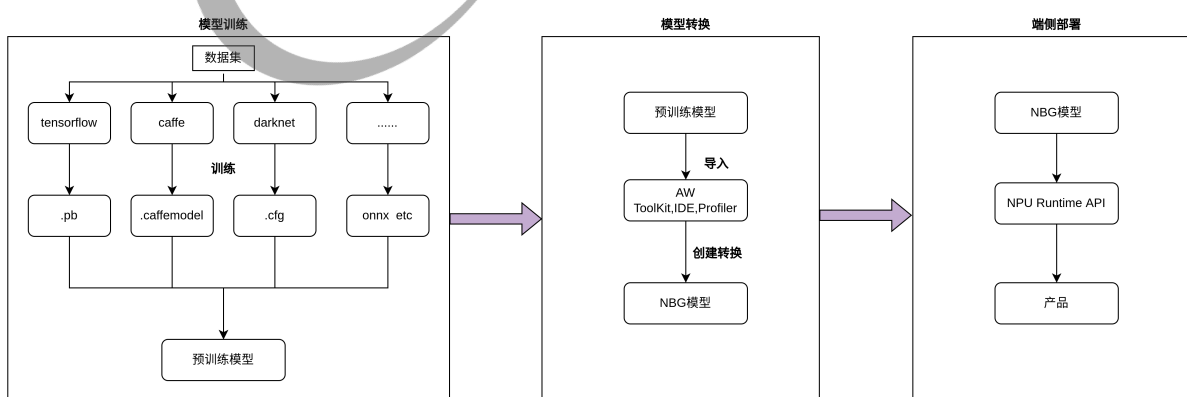 模型训练
数据集
tensorflow
caffe
darknet
......
训练
.pb
.caffemodel
.cfg
onnx etc
预训练模型
模型转换
预训练模型
导入
AW
ToolKit,IDE,Profiler
创建转换
NBG模型
端侧部署
NBG模型
NPU Runtime API
产品